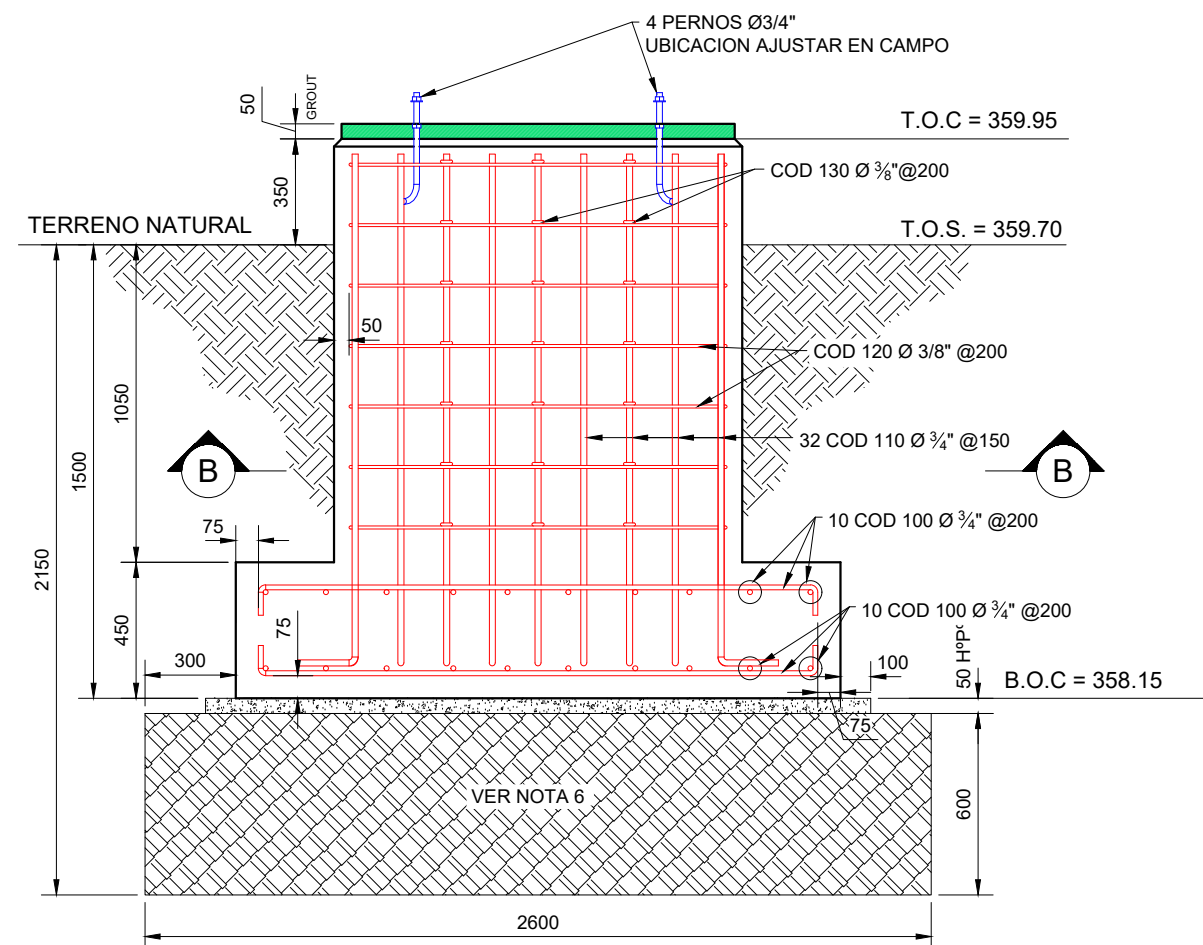 4 PERNOS Ø3/4"
UBICACION AJUSTAR EN CAMPO
50
GROUT
T.O.C = 359.95
350
COD 130 Ø ⅜"@200
TERRENO NATURAL
T.O.S. = 359.70
50
COD 120 Ø 3/8" @200
1050
32 COD 110 Ø ¾" @150
B
B
1500
75
10 COD 100 Ø ¾" @200
2150
450
75
10 COD 100 Ø ¾" @200
300
100
50 HºPº
B.O.C = 358.15
75
VER NOTA 6
600
2600